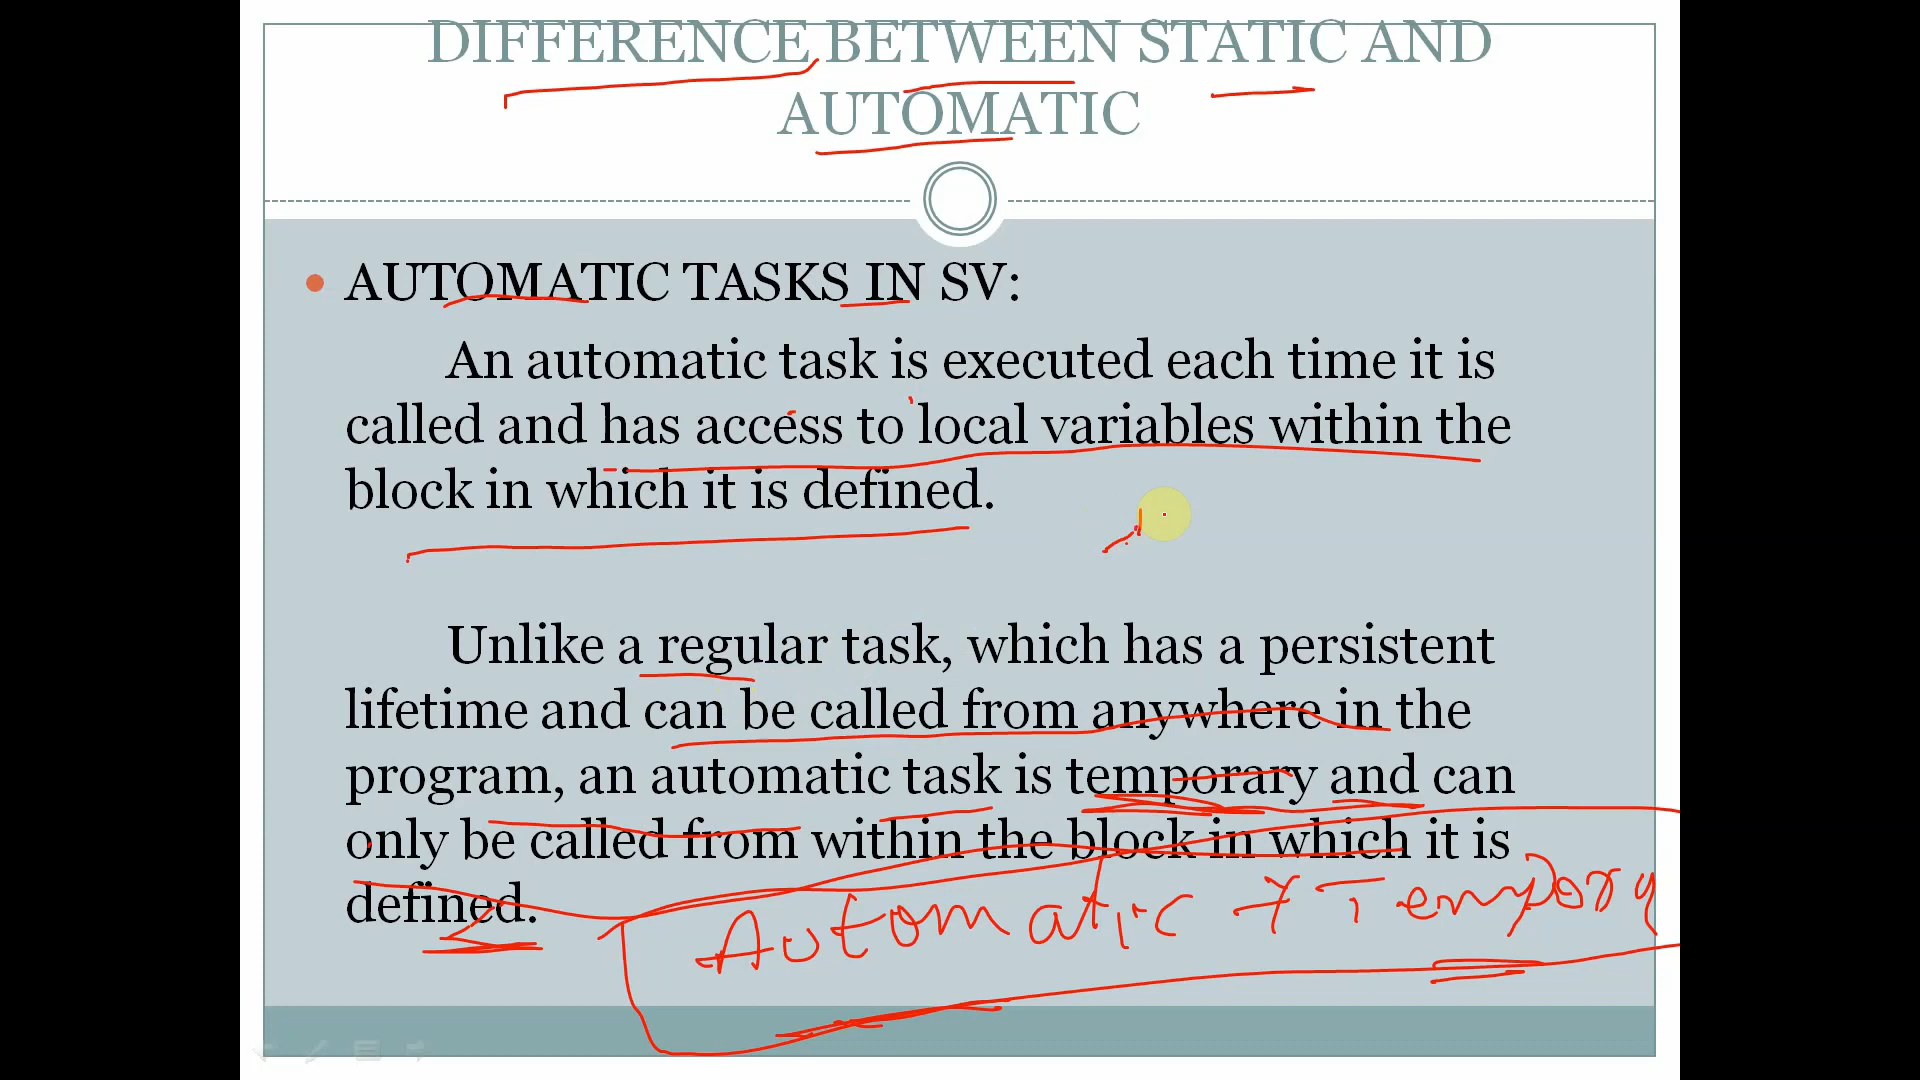 DIFFERENCE BETWEEN STATIC AND
AUTOMATIC
AUTOMATIC TASKS IN SV:
An automatic task is executed each time it is
called and has access to local variables within the
block in which it is defined.
Unlike a regular task, which has a persistent
lifetime and can be called from anywhere in the
program, an automatic task is temporary and can
only be called from within the block in which it is
defined.
Automatic → Tempory